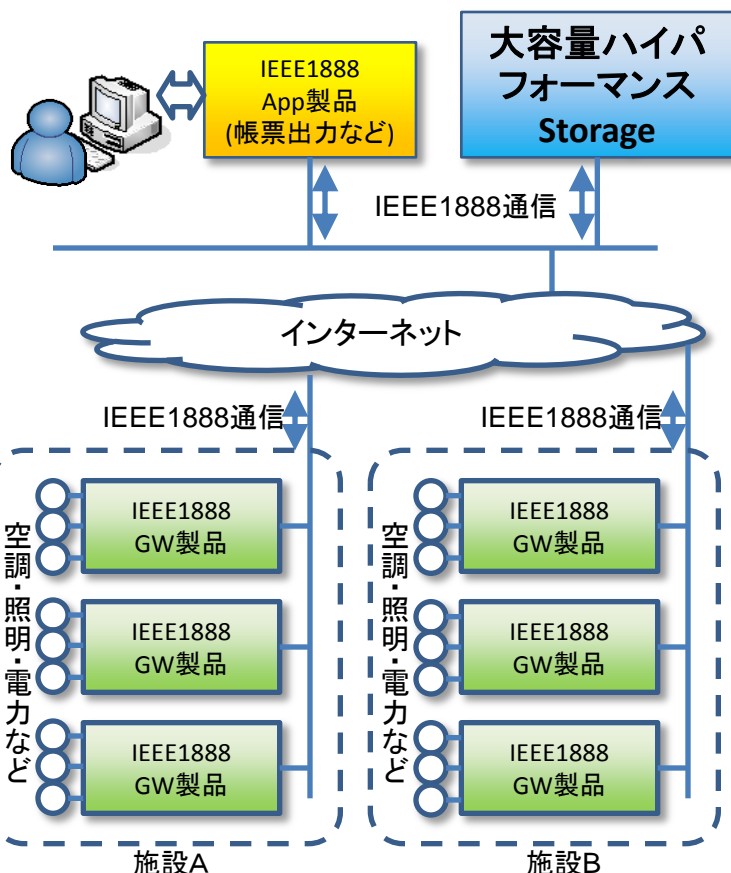 IEEE1888
App製品
(帳票出力など)
大容量ハイパ
フォーマンス
Storage
IEEE1888通信
インターネット
IEEE1888通信
IEEE1888通信
空調・照明・電力など
IEEE1888
GW製品
IEEE1888
GW製品
IEEE1888
GW製品
施設A
空調・照明・電力など
IEEE1888
GW製品
IEEE1888
GW製品
IEEE1888
GW製品
施設B